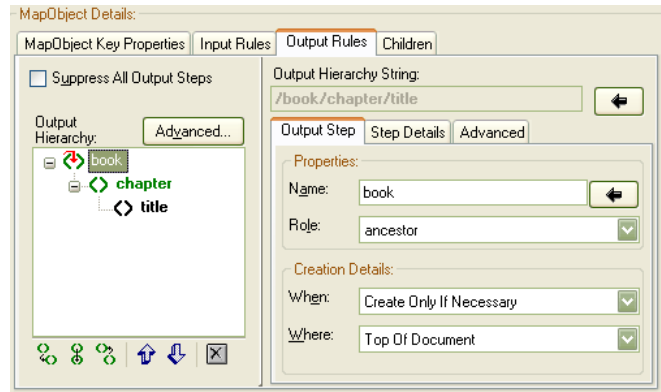 MapObject Details:
MapObject Key Properties Input Rules Output Rules Children
Suppress All Output Steps
Output Hierarchy:
Advanced...
book
chapter
title
Output Hierarchy String:
/book/chapter/title
Output Step Step Details Advanced
Properties:
Name: book
Role: ancestor
Creation Details:
When: Create Only If Necessary
Where: Top Of Document